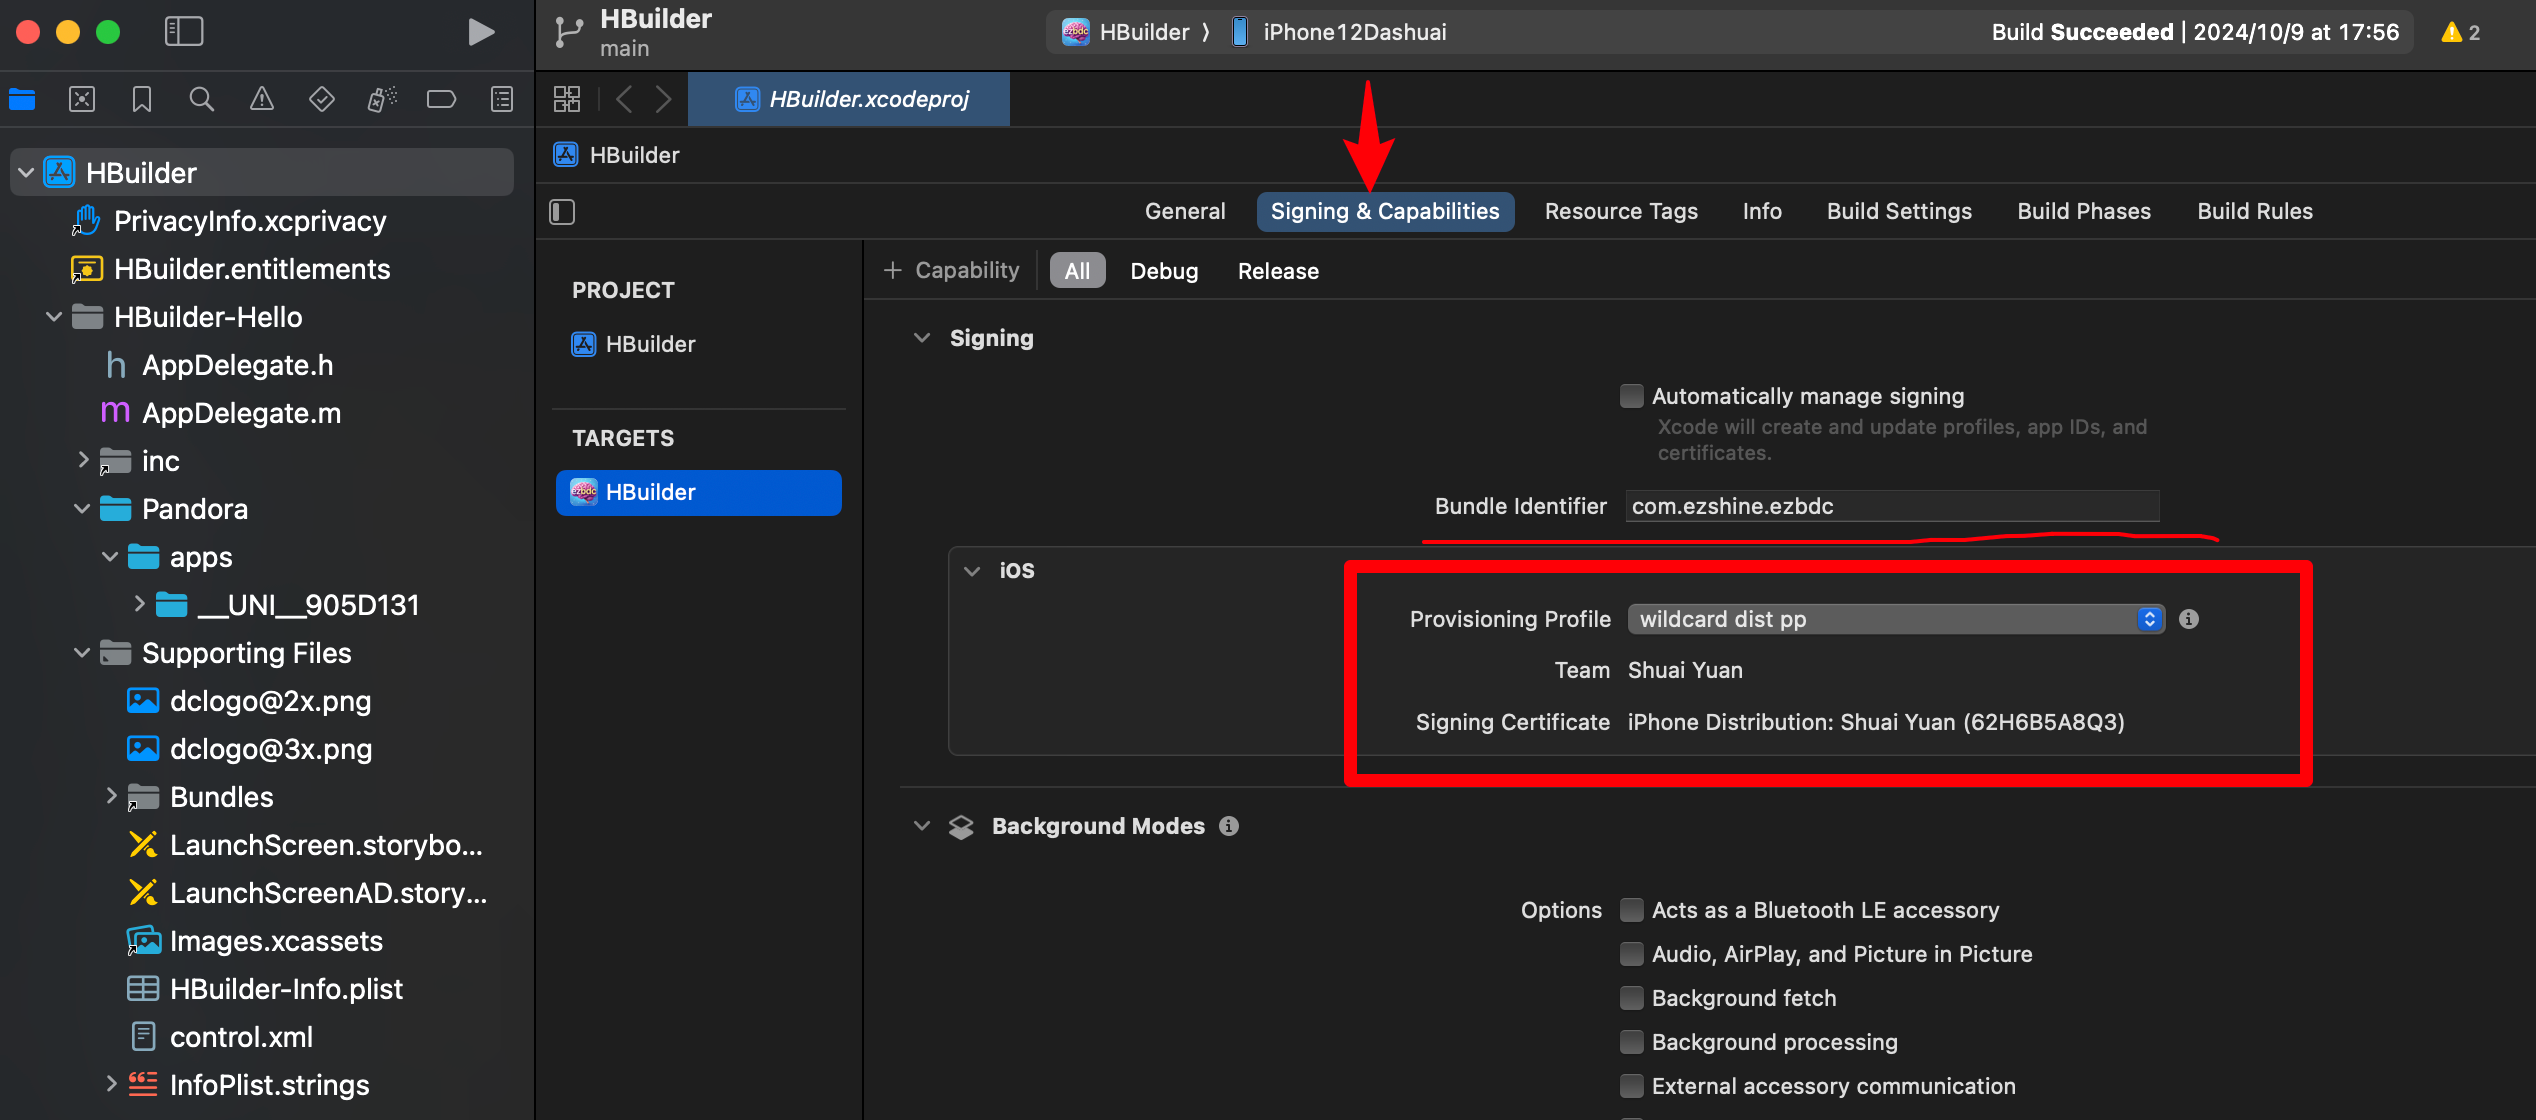 HBuilder
main
HBuilder
iPhone12Dashuai
Build Succeeded | 2024/10/9 at 17:56
2
HBuilder.xcodeproj
HBuilder
PrivacyInfo.xcprivacy
HBuilder.entitlements
HBuilder-Hello
h AppDelegate.h
m AppDelegate.m
inc
Pandora
apps
__UNI__905D131
Supporting Files
dclogo@2x.png
dclogo@3x.png
Bundles
LaunchScreen.storybo...
LaunchScreenAD.story...
Images.xcassets
HBuilder-Info.plist
control.xml
InfoPlist.strings
HBuilder
General
Signing & Capabilities
Resource Tags
Info
Build Settings
Build Phases
Build Rules
PROJECT
HBuilder
TARGETS
ezbdc HBuilder
+ Capability
All
Debug
Release
Signing
Automatically manage signing
Xcode will create and update profiles, app IDs, and
certificates.
Bundle Identifier com.ezshine.ezbdc
iOS
Provisioning Profile wildcard dist pp
Team Shuai Yuan
Signing Certificate iPhone Distribution: Shuai Yuan (62H6B5A8Q3)
Background Modes
Options Acts as a Bluetooth LE accessory
Audio, AirPlay, and Picture in Picture
Background fetch
Background processing
External accessory communication